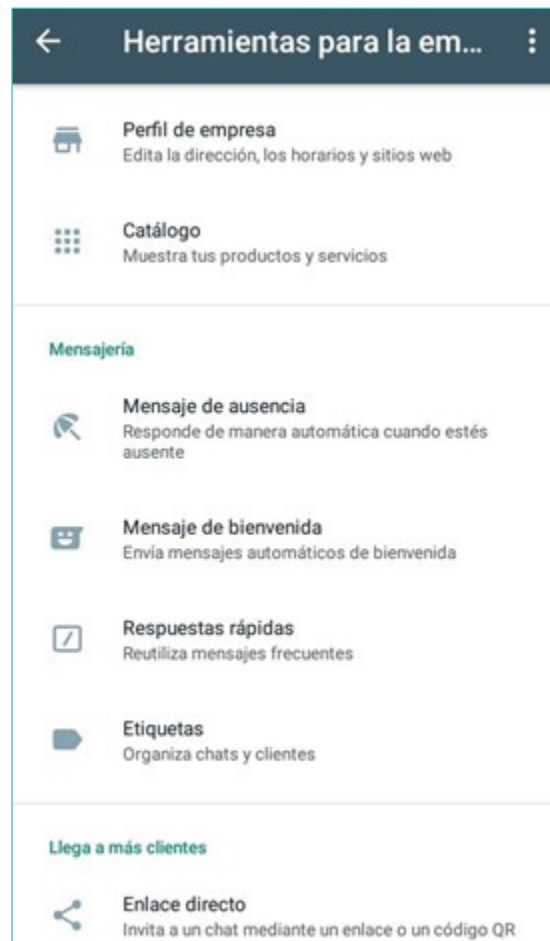 Herramientas para la em...
Perfil de empresa
Edita la dirección, los horarios y sitios web
Catálogo
Muestra tus productos y servicios
Mensajería
Mensaje de ausencia
Responde de manera automática cuando estés
ausente
Mensaje de bienvenida
Envía mensajes automáticos de bienvenida
Respuestas rápidas
Reutiliza mensajes frecuentes
Etiquetas
Organiza chats y clientes
Llega a más clientes
Enlace directo
Invita a un chat mediante un enlace o un código QR